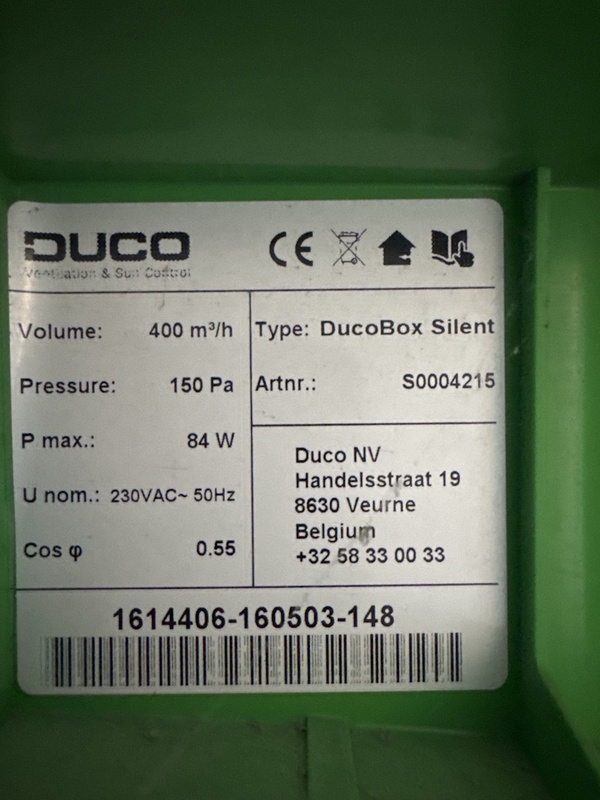 DUCO
Ventilation & Sun Control
CE
Volume: 400 m³/h
Pressure: 150 Pa
P max.: 84 W
U nom.: 230VAC~ 50Hz
Cos φ 0.55
Type: DucoBox Silent
Artnr.: S0004215
Duco NV
Handelsstraat 19
8630 Veurne
Belgium
+32 58 33 00 33
1614406-160503-148